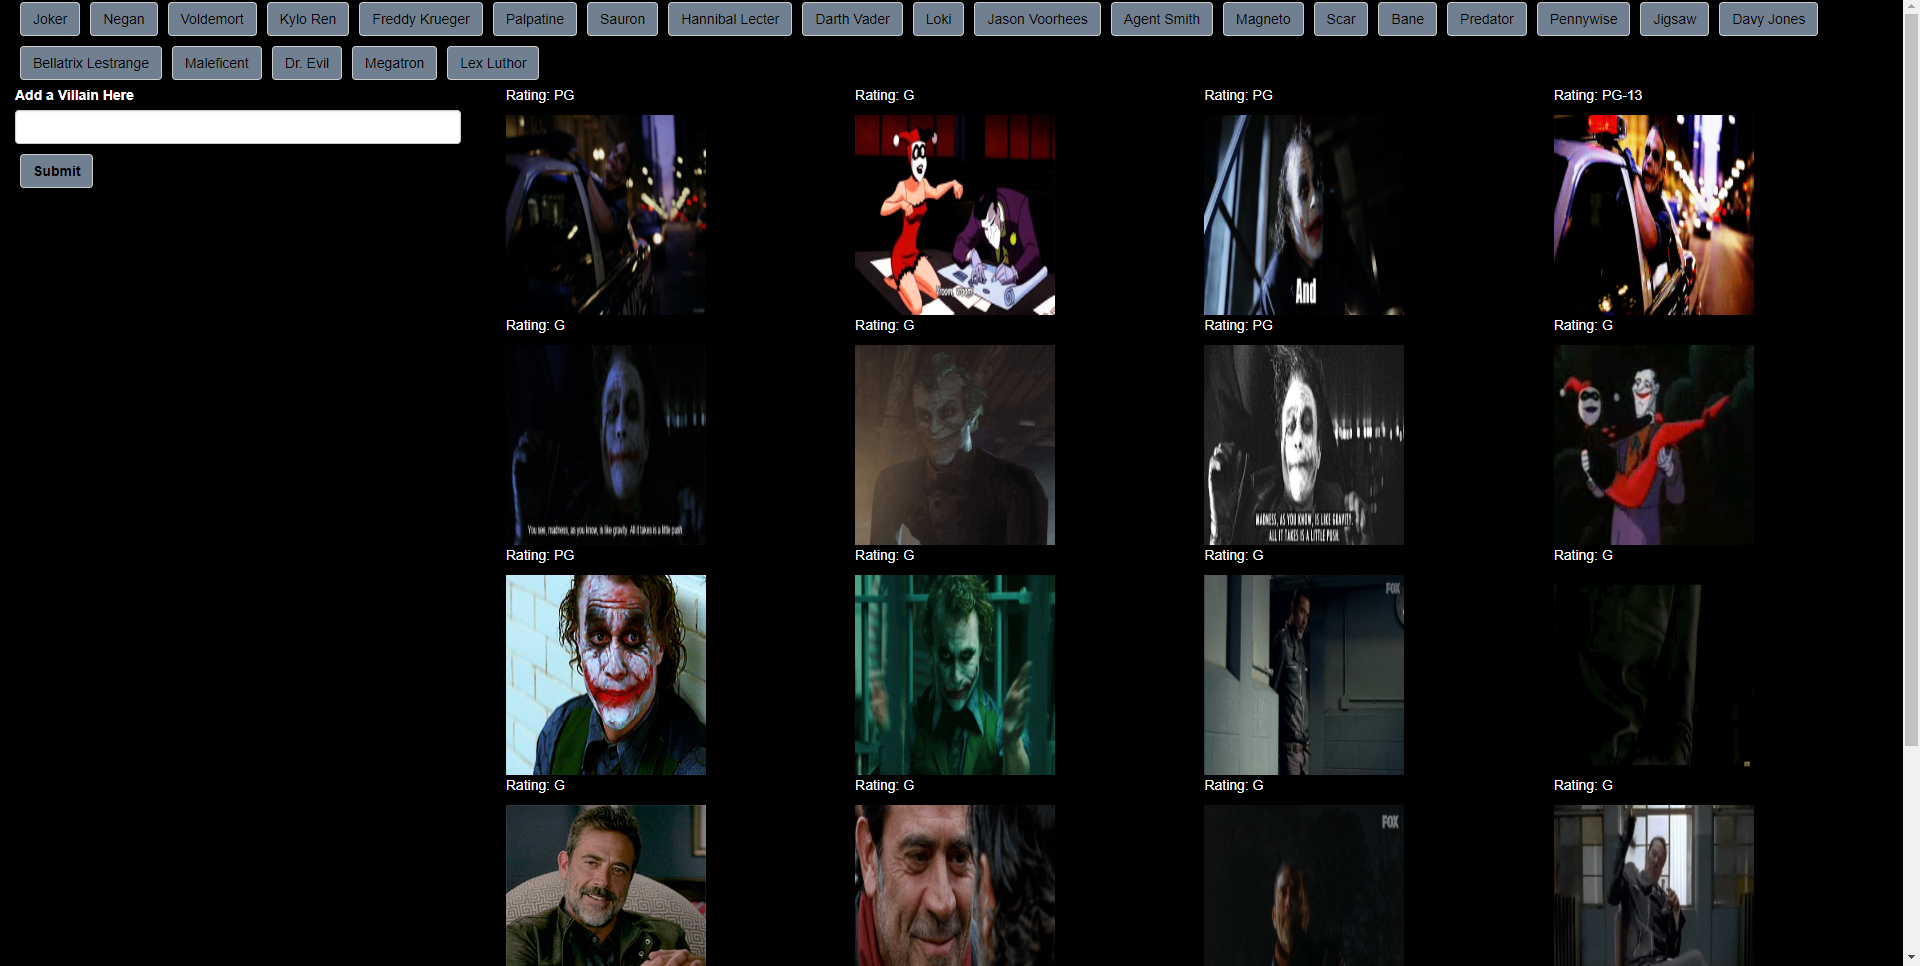 Joker Negan Voldemort Kylo Ren Freddy Krueger Palpatine Sauron Hannibal Lecter Darth Vader Loki Jason Voorhees Agent Smith Magneto Scar Bane Predator Pennywise Jigsaw Davy Jones
Bellatrix Lestrange Maleficent Dr. Evil Megatron Lex Luthor
Add a Villain Here
Submit
Rating: PG Rating: G Rating: PG Rating: PG-13
Vroom, Vroom!
And
Rating: G Rating: G Rating: PG Rating: G
You see, madness, as you know, is like gravity. All it takes is a little push.
MADNESS, AS YOU KNOW, IS LIKE GRAVITY.
ALL IT TAKES IS A LITTLE PUSH.
Rating: PG Rating: G Rating: G Rating: G
FOX
Rating: G Rating: G Rating: G Rating: G
FOX